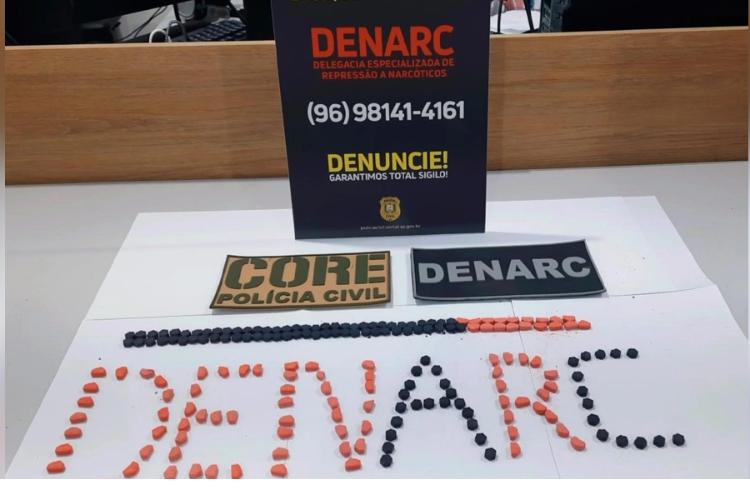 DENARC
DELEGACIA ESPECIALIZADA DE
REPRESSÃO A NARCÓTICOS
(96) 98141-4161
DENUNCIE!
GARANTIMOS TOTAL SIGILO!
CORE
POLÍCIA CIVIL
DENARC
DENARC